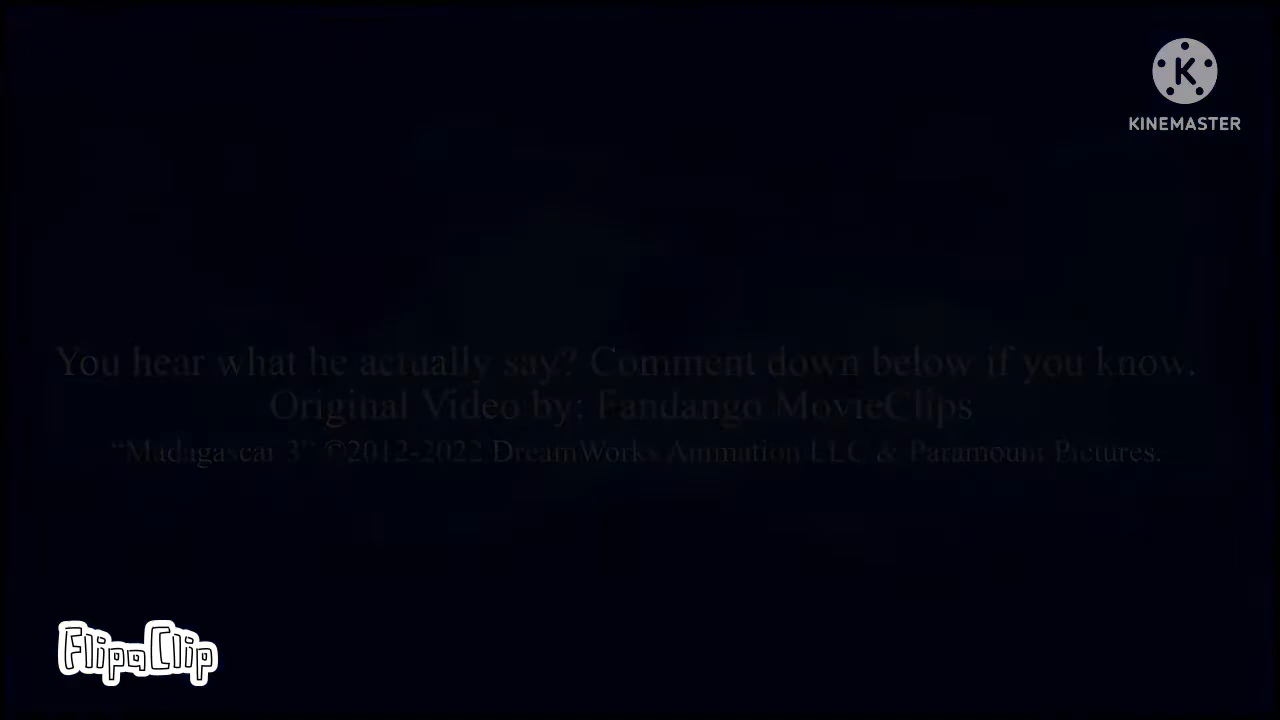 KINEMASTER
You hear what he actually say? Comment down below if you know.
Original Video by: Fandango MovieClips
“Madagascar 3” ©2012-2022 DreamWorks Animation LLC & Paramount Pictures.
FlipaClip